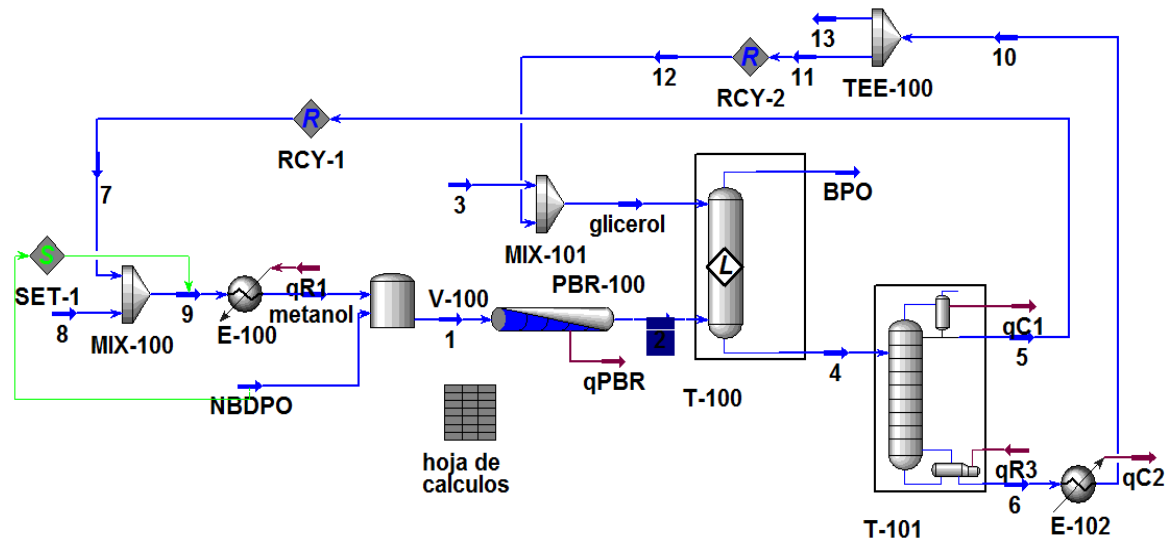 13
10
12
11
RCY-2
TEE-100
RCY-1
7
3
BPO
glicerol
MIX-101
PBR-100
SET-1
8
MIX-100
9
E-100
qR1
metanol
V-100
1
2
qPBR
T-100
4
NBDPO
hoja de
calculos
qC1
5
qR3
6
qC2
T-101
E-102
R
R
S
L